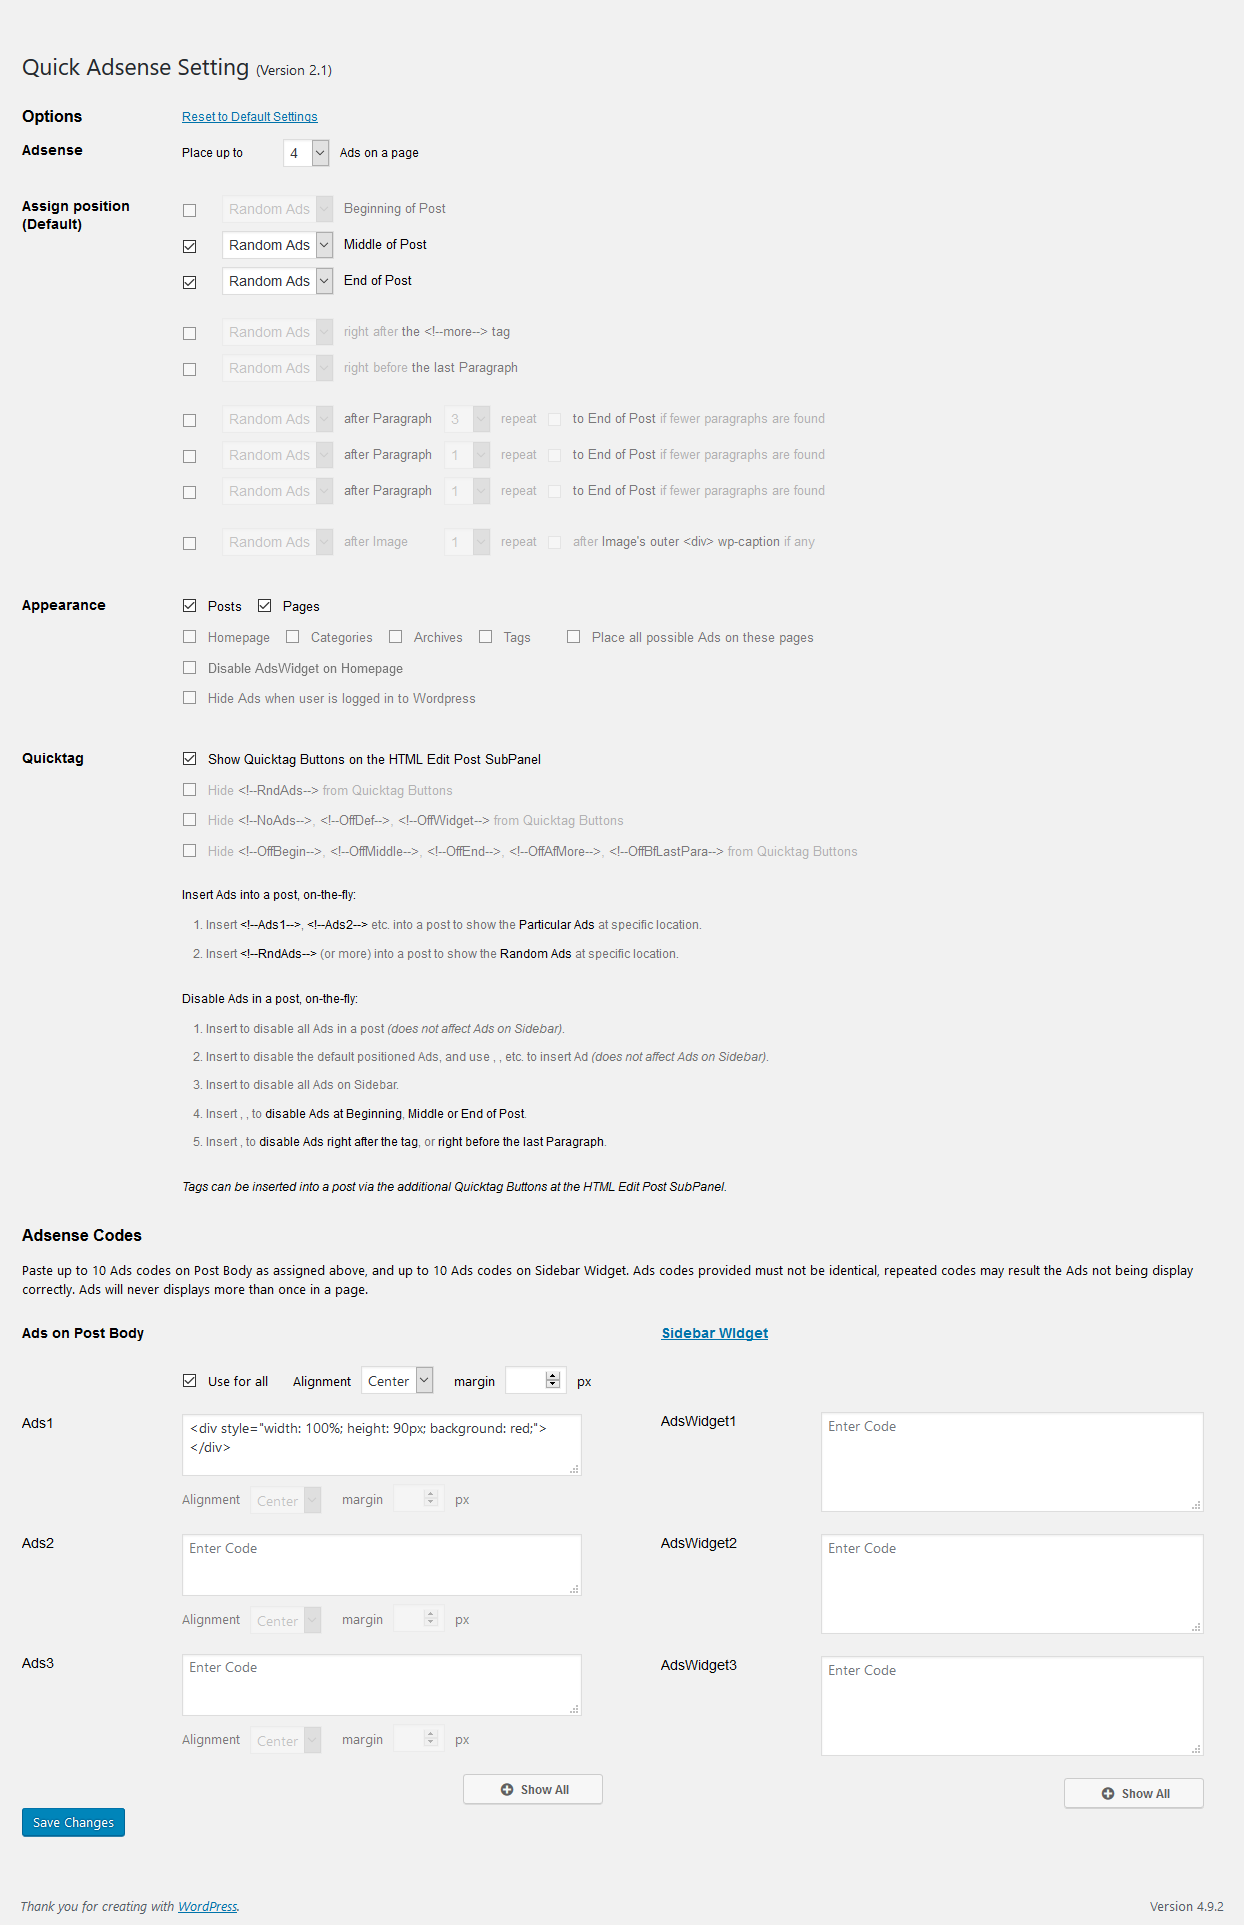 Quick Adsense Setting (Version 2.1)
Options Reset to Default Settings
Adsense Place up to 4 Ads on a page
Assign position
(Default)
Random Ads Beginning of Post
Random Ads Middle of Post
Random Ads End of Post
Random Ads right after the <!--more--> tag
Random Ads right before the last Paragraph
Random Ads after Paragraph 3 repeat to End of Post if fewer paragraphs are found
Random Ads after Paragraph 1 repeat to End of Post if fewer paragraphs are found
Random Ads after Paragraph 1 repeat to End of Post if fewer paragraphs are found
Random Ads after Image 1 repeat after Image's outer <div> wp-caption if any
Appearance Posts Pages
Homepage Categories Archives Tags Place all possible Ads on these pages
Disable AdsWidget on Homepage
Hide Ads when user is logged in to Wordpress
Quicktag Show Quicktag Buttons on the HTML Edit Post SubPanel
Hide <!--RndAds--> from Quicktag Buttons
Hide <!--NoAds-->, <!--OffDef-->, <!--OffWidget--> from Quicktag Buttons
Hide <!--OffBegin-->, <!--OffMiddle-->, <!--OffEnd-->, <!--OffAfMore-->, <!--OffBfLastPara--> from Quicktag Buttons
Insert Ads into a post, on-the-fly:
1. Insert <!--Ads1-->, <!--Ads2--> etc. into a post to show the Particular Ads at specific location.
2. Insert <!--RndAds--> (or more) into a post to show the Random Ads at specific location.
Disable Ads in a post, on-the-fly:
1. Insert to disable all Ads in a post (does not affect Ads on Sidebar).
2. Insert to disable the default positioned Ads, and use , , etc. to insert Ad (does not affect Ads on Sidebar).
3. Insert to disable all Ads on Sidebar.
4. Insert , , to disable Ads at Beginning, Middle or End of Post.
5. Insert , to disable Ads right after the tag, or right before the last Paragraph.
Tags can be inserted into a post via the additional Quicktag Buttons at the HTML Edit Post SubPanel.
Adsense Codes
Paste up to 10 Ads codes on Post Body as assigned above, and up to 10 Ads codes on Sidebar Widget. Ads codes provided must not be identical, repeated codes may result the Ads not being display
correctly. Ads will never displays more than once in a page.
Ads on Post Body Sidebar WIdget
Use for all Alignment Center margin px
Ads1 <div style="width: 100%; height: 90px; background: red;">
</div>
AdsWidget1 Enter Code
Alignment Center margin px
Ads2 Enter Code AdsWidget2 Enter Code
Alignment Center margin px
Ads3 Enter Code AdsWidget3 Enter Code
Alignment Center margin px
Show All Show All
Save Changes
Thank you for creating with WordPress. Version 4.9.2